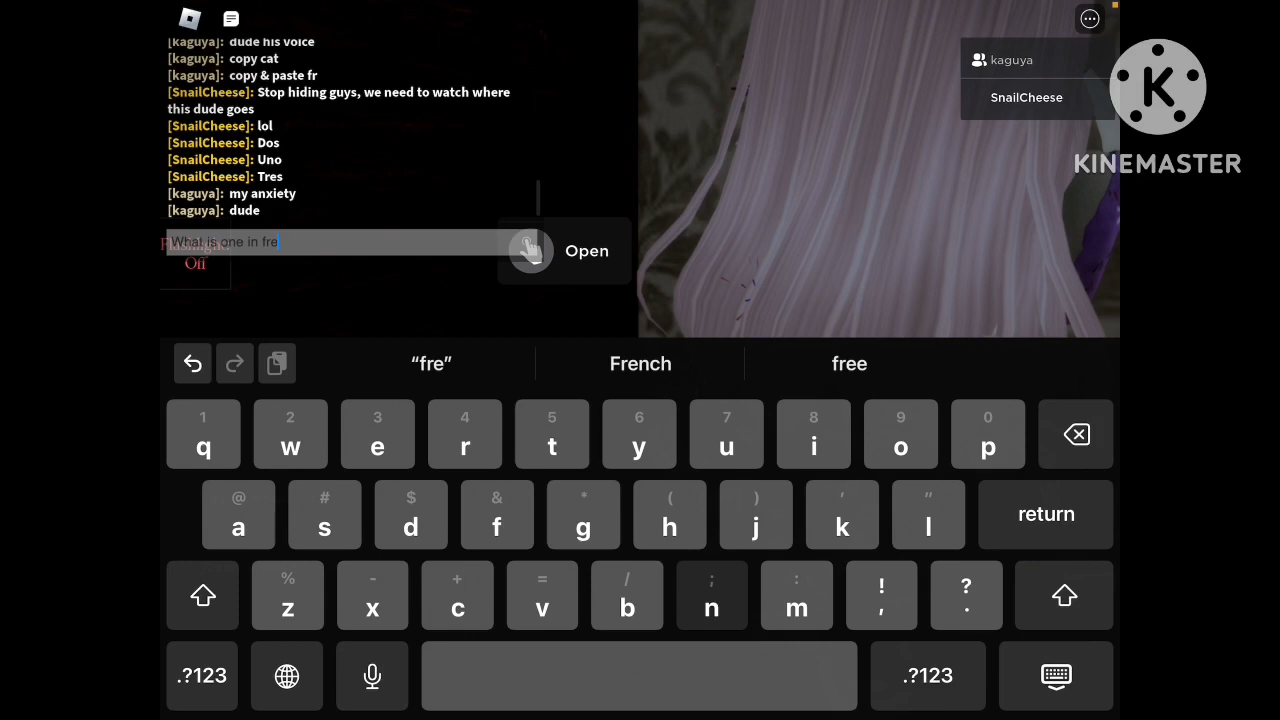 [kaguya]: dude his voice
[kaguya]: copy cat
[kaguya]: copy & paste fr
[SnailCheese]: Stop hiding guys, we need to watch where
this dude goes
[SnailCheese]: lol
[SnailCheese]: Dos
[SnailCheese]: Uno
[SnailCheese]: Tres
[kaguya]: my anxiety
[kaguya]: dude
What is one in fre
Off
Open
kaguya
SnailCheese
K
KINEMASTER
“fre” French free
1 2 3 4 5 6 7 8 9 0
q w e r t y u i o p
@ # $ & * ( ) ' "
a s d f g h j k l return
% - + = / ; : ! ?
z x c v b n m , .
.?123 .?123